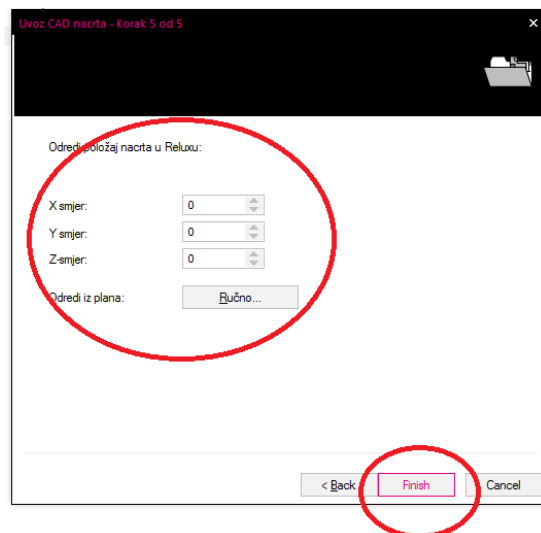 Uvoz CAD nacrta - Korak 5 od 5
Odredi položaj nacrta u Reluxu:
X smjer: 0
Y smjer: 0
Z-smjer: 0
Odredi iz plana: Ručno...
< Back Finish Cancel